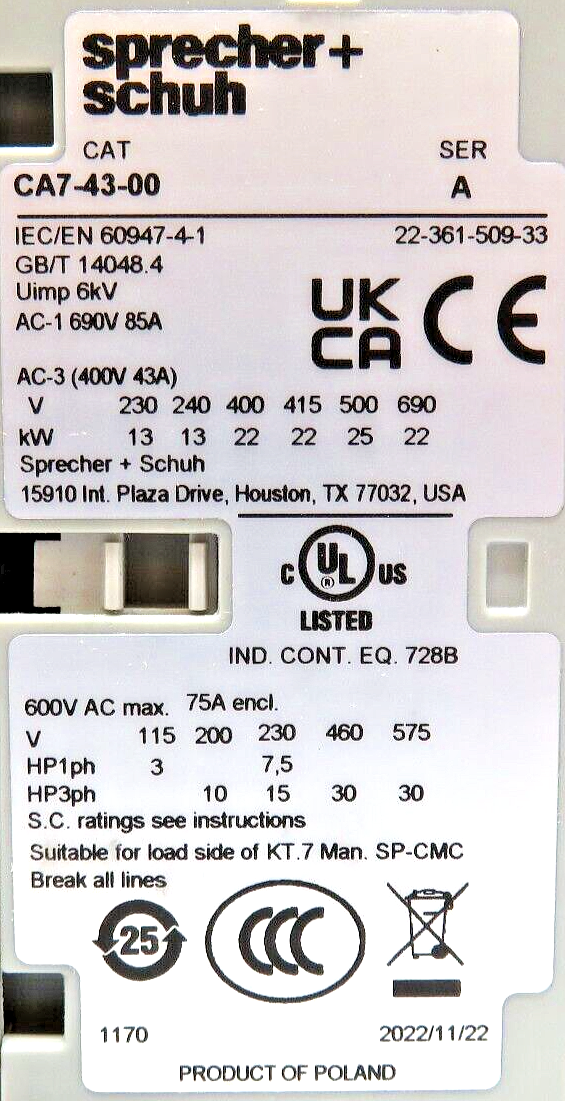 sprecher+
schuh
CAT SER
CA7-43-00 A
IEC/EN 60947-4-1 22-361-509-33
GB/T 14048.4
Uimp 6kV
AC-1 690V 85A
UK
CA
CE
AC-3 (400V 43A)
V 230 240 400 415 500 690
kW 13 13 22 22 25 22
Sprecher + Schuh
15910 Int. Plaza Drive, Houston, TX 77032, USA
C UL US
®
LISTED
IND. CONT. EQ. 728B
600V AC max. 75A encl.
V 115 200 230 460 575
HP1ph 3 7,5
HP3ph 10 15 30 30
S.C. ratings see instructions
Suitable for load side of KT.7 Man. SP-CMC
Break all lines
25 CCC
1170 2022/11/22
PRODUCT OF POLAND